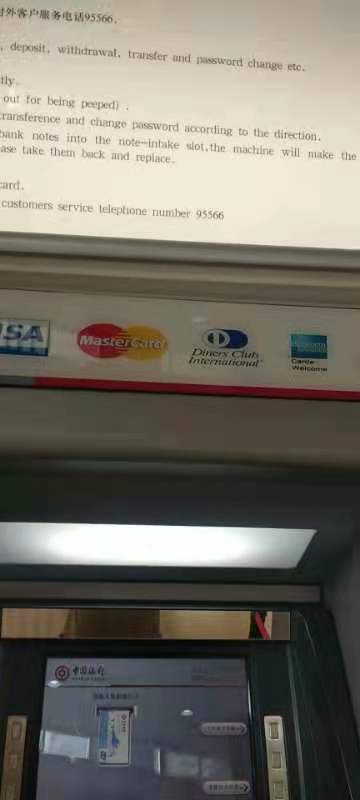 对外客户服务电话95566.
, deposit, withdrawal, transfer and password change etc.
tly.
out for being peeped) .
transference and change password according to the direction.
bank notes into the note-intake slot,the machine will make the
ase take them back and replace.
card.
customers service telephone number 95566
VISA
MasterCard
Diners Club
International
Cards
Welcome
中国银行